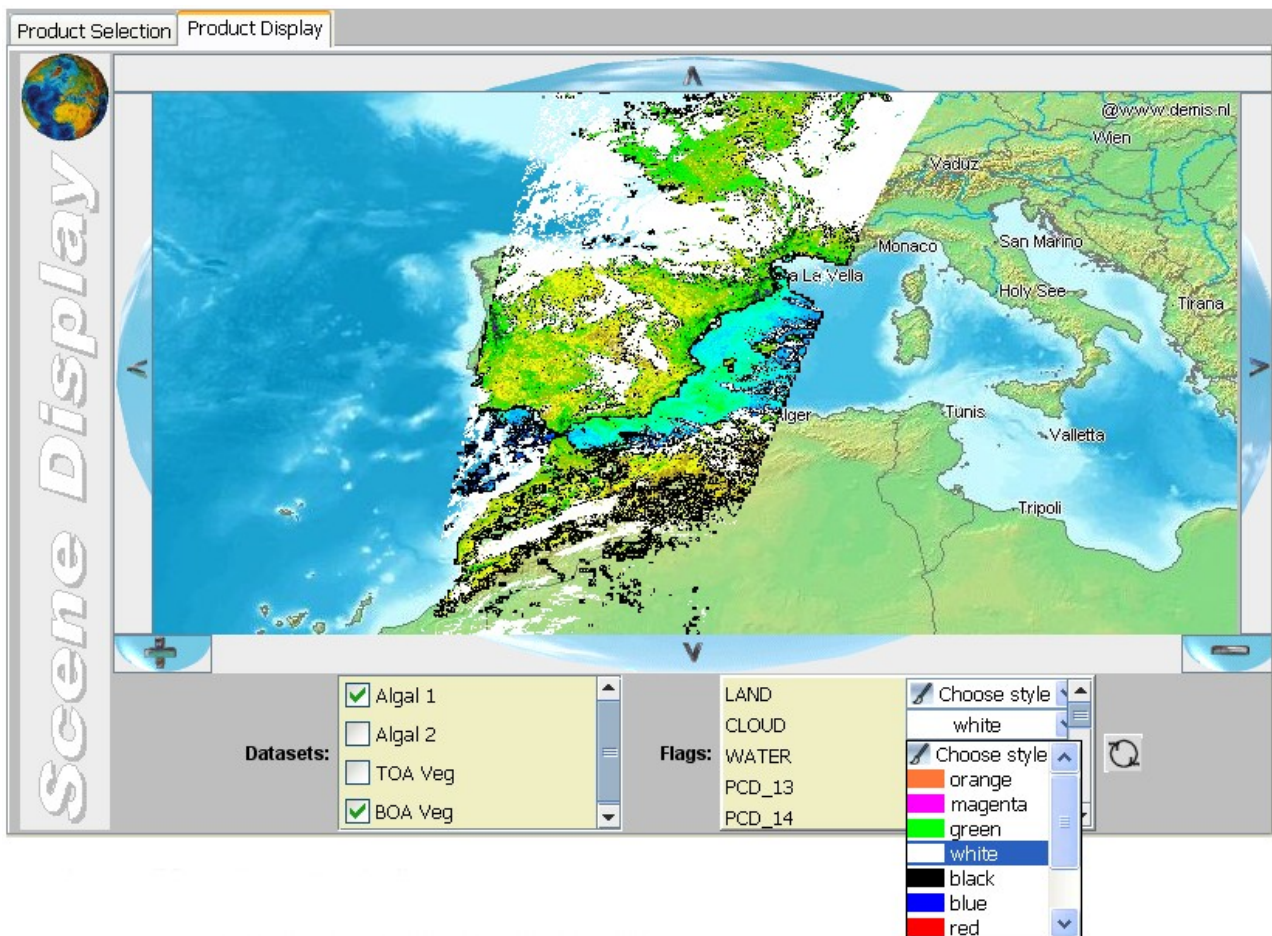 Product Selection
Product Display
Scene Display
@www.demis.nl
Wien
Vaduz
Monaco
San Marino
a La Vella
Holy See
Tirana
lger
Tunis
Valletta
Tripoli
Datasets:
Algal 1
Algal 2
TOA Veg
BOA Veg
Flags:
LAND
CLOUD
WATER
PCD_13
PCD_14
Choose style
white
Choose style
orange
magenta
green
white
black
blue
red